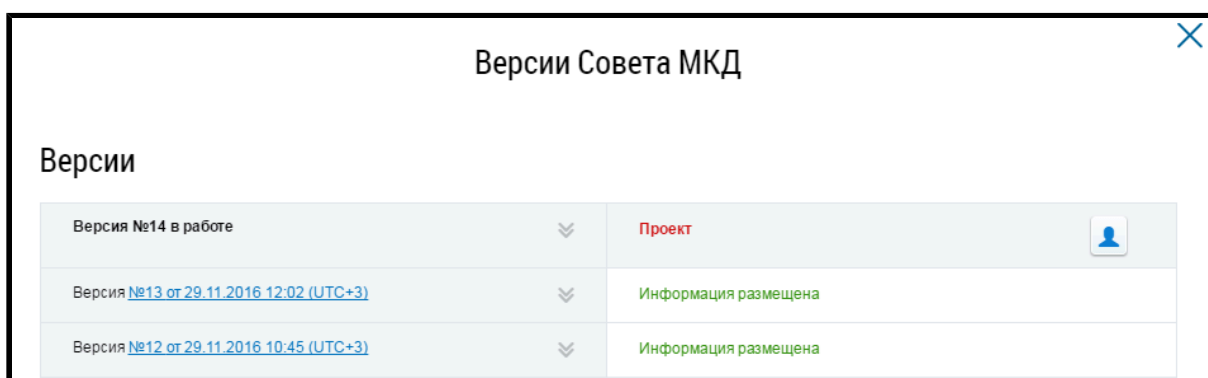 Версии Совета МКД
Версии
Версия №14 в работе
Проект
Версия №13 от 29.11.2016 12:02 (UTC+3)
Информация размещена
Версия №12 от 29.11.2016 10:45 (UTC+3)
Информация размещена